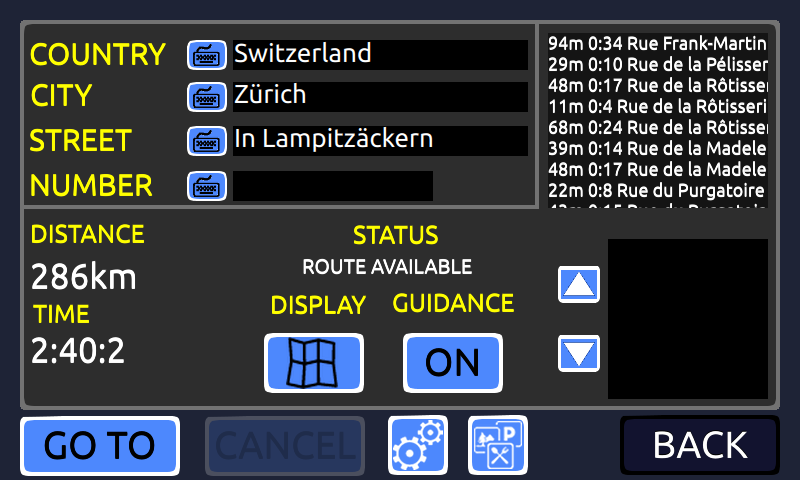 COUNTRY Switzerland
CITY Zürich
STREET In Lampitzäckern
NUMBER
94m 0:34 Rue Frank-Martin
29m 0:10 Rue de la Pélisser
48m 0:17 Rue de la Rôtisse
11m 0:4 Rue de la Rôtisseri
68m 0:24 Rue de la Rôtisse
39m 0:14 Rue de la Madele
48m 0:17 Rue de la Madele
22m 0:8 Rue du Purgatoire
DISTANCE
286km
TIME
2:40:2
STATUS
ROUTE AVAILABLE
DISPLAY GUIDANCE
ON
GO TO CANCEL P BACK